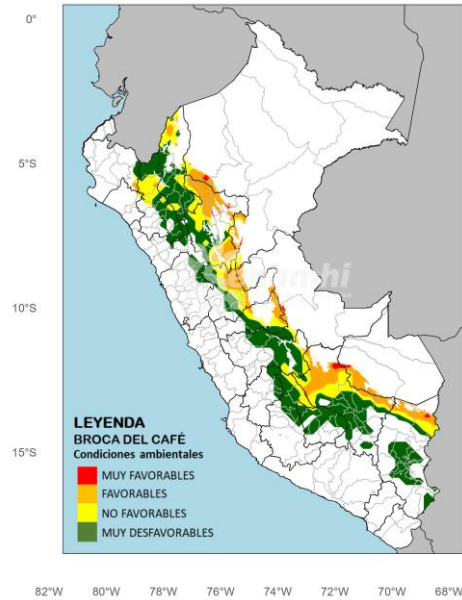 0°
5°S
10°S
15°S
LEYENDA
BROCA DEL CAFÉ
Condiciones ambientales
MUY FAVORABLES
FAVORABLES
NO FAVORABLES
MUY DESFAVORABLES
82°W 80°W 78°W 76°W 74°W 72°W 70°W 68°W